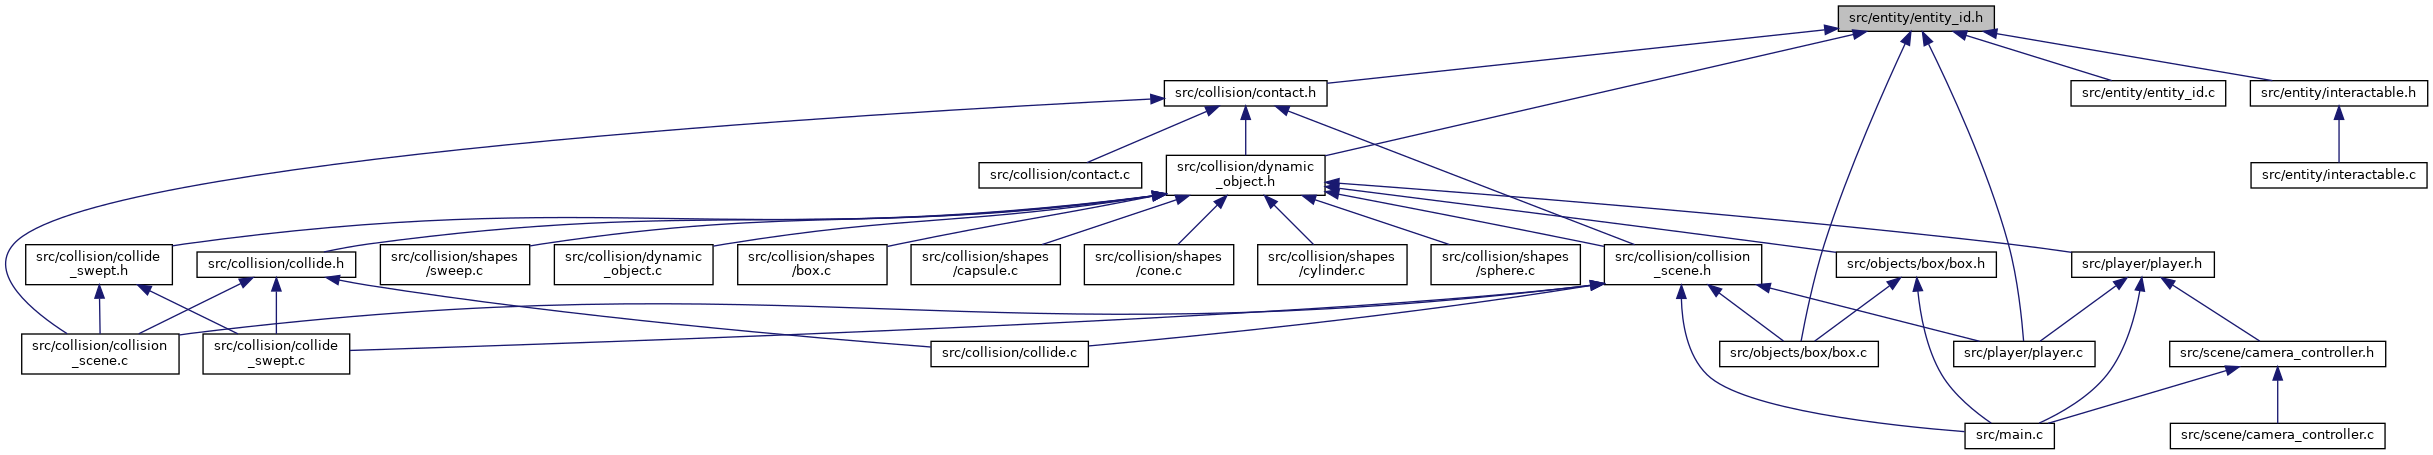 src/entity/entity_id.h
src/collision/contact.h
src/entity/entity_id.c
src/entity/interactable.h
src/collision/contact.c
src/collision/dynamic
_object.h
src/entity/interactable.c
src/collision/collide
_swept.h
src/collision/collide.h
src/collision/shapes
/sweep.c
src/collision/dynamic
_object.c
src/collision/shapes
/box.c
src/collision/shapes
/capsule.c
src/collision/shapes
/cone.c
src/collision/shapes
/cylinder.c
src/collision/shapes
/sphere.c
src/collision/collision
_scene.h
src/objects/box/box.h
src/player/player.h
src/collision/collision
_scene.c
src/collision/collide
_swept.c
src/collision/collide.c
src/objects/box/box.c
src/player/player.c
src/scene/camera_controller.h
src/main.c
src/scene/camera_controller.c